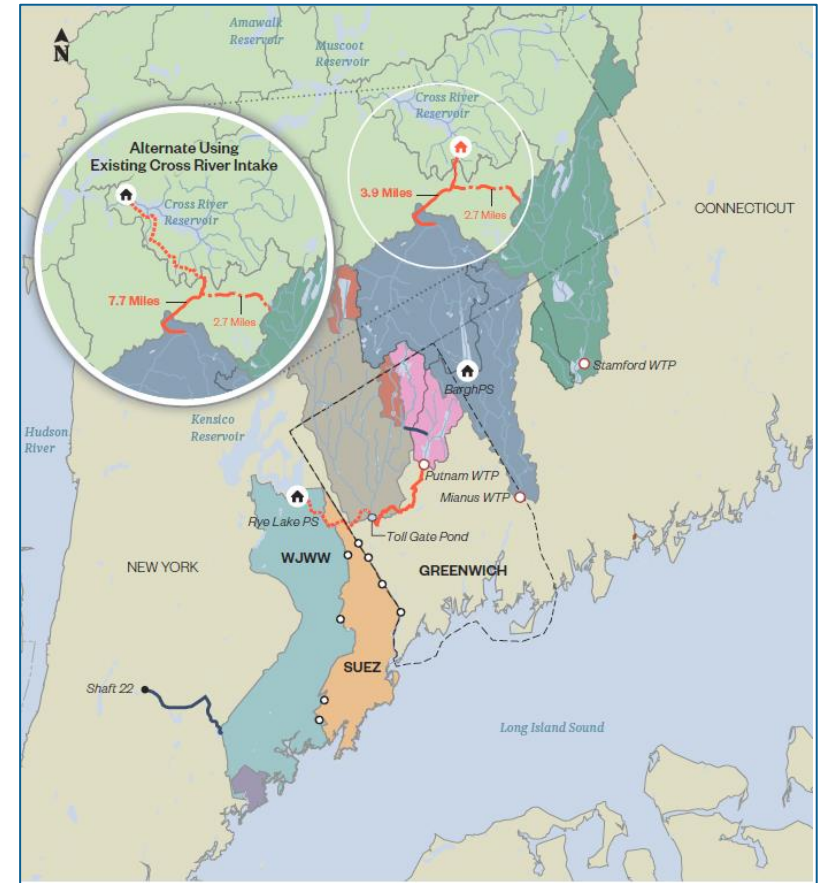 Amawalk
Reservoir
Muscoot
Reservoir
N
Cross River
Reservoir
Alternate Using
Existing Cross River Intake
Cross River
Reservoir
3.9 Miles
2.7 Miles
CONNECTICUT
7.7 Miles
2.7 Miles
Stamford WTP
BarghPS
Kensico
Reservoir
Hudson
River
Putnam WTP
Mianus WTP
Rye Lake PS
Toll Gate Pond
WJWW
NEW YORK
GREENWICH
SUEZ
Shaft 22
Long Island Sound